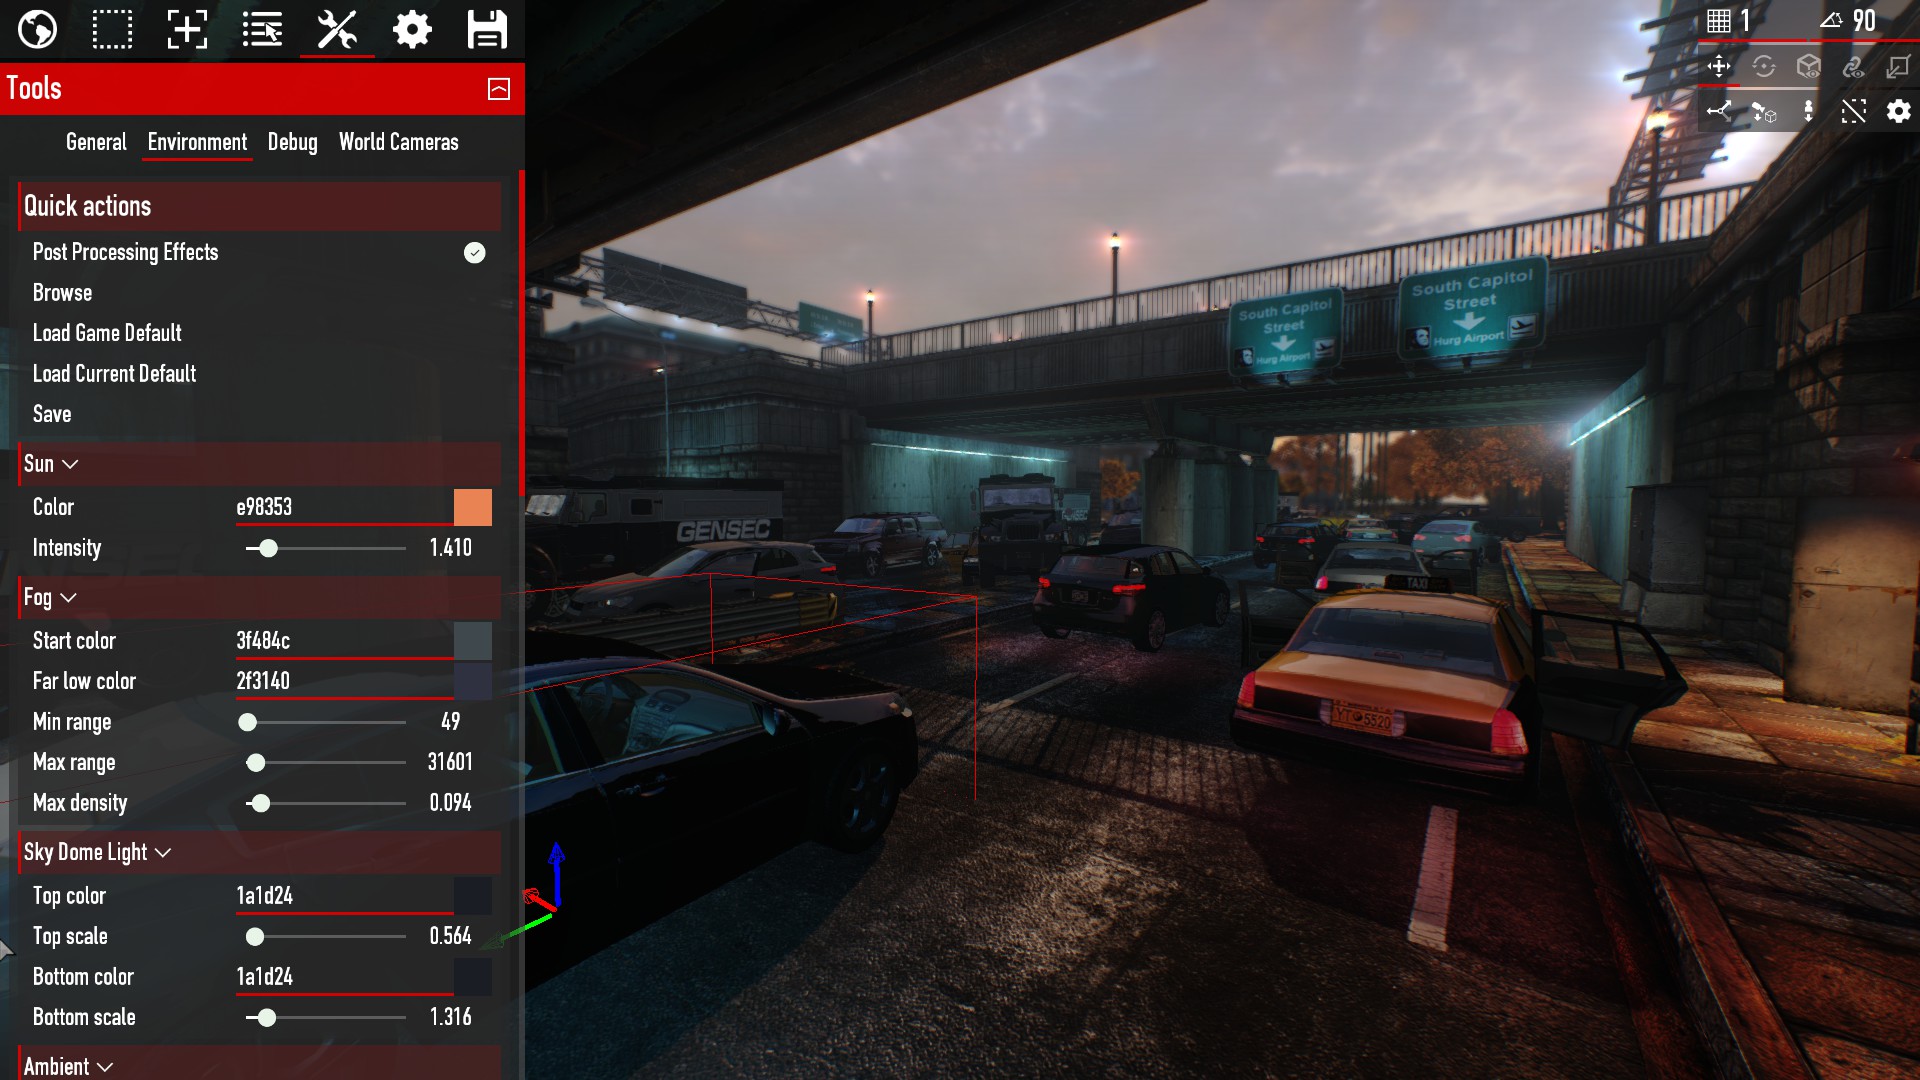 Tools
General Environment Debug World Cameras
Quick actions
Post Processing Effects
Browse
Load Game Default
Load Current Default
Save
Sun
Color e98353
Intensity 1.410
Fog
Start color 3f484c
Far low color 2f3140
Min range 49
Max range 31601
Max density 0.094
Sky Dome Light
Top color 1a1d24
Top scale 0.564
Bottom color 1a1d24
Bottom scale 1.316
Ambient
1 90
South Capitol
Street
Hurg Airport
South Capitol
Street
Hurg Airport
GENSEC
TAXI